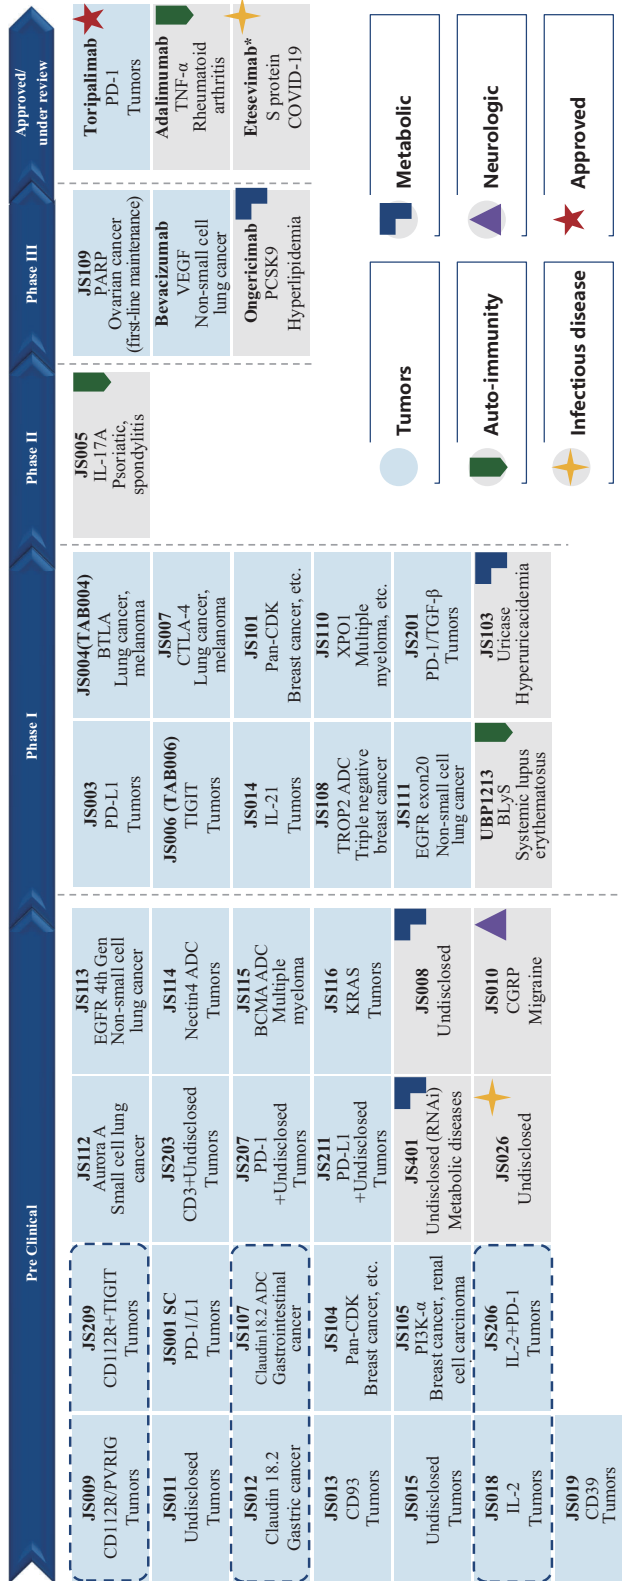 Pre Clinical
Phase I
Phase II
Phase III
Approved/
under review
JS009
CD112R/PVRIG
Tumors
JS209
CD112R+TIGIT
Tumors
JS112
Aurora A
Small cell lung
cancer
JS113
EGFR 4th Gen
Non-small cell
lung cancer
JS011
Undisclosed
Tumors
JS001 SC
PD-1/L1
Tumors
JS203
CD3+Undisclosed
Tumors
JS114
Nectin4 ADC
Tumors
JS012
Claudin 18.2
Gastric cancer
JS107
Claudin18.2 ADC
Gastrointestinal
cancer
JS207
PD-1
+Undisclosed
Tumors
JS115
BCMA ADC
Multiple
myeloma
JS013
CD93
Tumors
JS104
Pan-CDK
Breast cancer, etc.
JS211
PD-L1
+Undisclosed
Tumors
JS116
KRAS
Tumors
JS015
Undisclosed
Tumors
JS105
PI3K-α
Breast cancer, renal
cell carcinoma
JS401
Undisclosed (RNAi)
Metabolic diseases
JS008
Undisclosed
JS018
IL-2
Tumors
JS206
IL-2+PD-1
Tumors
JS026
Undisclosed
JS010
CGRP
Migraine
JS019
CD39
Tumors
JS003
PD-L1
Tumors
JS004(TAB004)
BTLA
Lung cancer,
melanoma
JS006 (TAB006)
TIGIT
Tumors
JS007
CTLA-4
Lung cancer,
melanoma
JS014
IL-21
Tumors
JS101
Pan-CDK
Breast cancer, etc.
JS108
TROP2 ADC
Triple negative
breast cancer
JS110
XPO1
Multiple
myeloma, etc.
JS111
EGFR exon20
Non-small cell
lung cancer
JS201
PD-1/TGF-β
Tumors
UBP1213
BLyS
Systemic lupus
erythematosus
JS103
Uricase
Hyperuricacidemia
JS005
IL-17A
Psoriatic,
spondylitis
JS109
PARP
Ovarian cancer
(first-line maintenance)
Bevacizumab
VEGF
Non-small cell
lung cancer
Ongericimab
PCSK9
Hyperlipidemia
Toripalimab
PD-1
Tumors
Adalimumab
TNF-α
Rheumatoid
arthritis
Etesevimab*
S protein
COVID-19
Tumors
Metabolic
Auto-immunity
Neurologic
Infectious disease
Approved